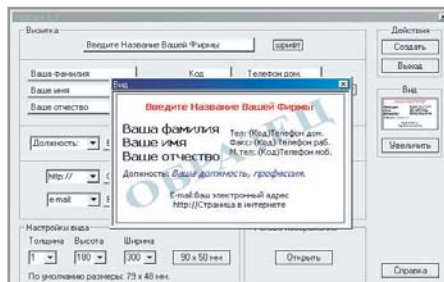 Визитка
Действия
Введите Название Вашей Фирмы
шрифт
Создать
Выход
Ваша фамилия
Код
Телефон дом.
Ваше имя
Ваше отчество
Вид
Вид
Введите Название Вашей Фирмы
Ваша фамилия
Ваше имя
Ваше отчество
Тел: (Код)Телефон дом.
Факс: (Код)Телефон раб.
М.тел: (Код)Телефон моб.
Должность: Ваша должность, профессия.
E-mail:Ваш электронный адрес
http://Страница в интернете
ОБРАЗЕЦ
Должность:
http://
e-mail:
Увеличить
Настройки вида
Толщина Высота Ширина
1 180 300 90 x 50 мм
По умолчанию размеры: 79 x 48 мм.
Открыть
Справка